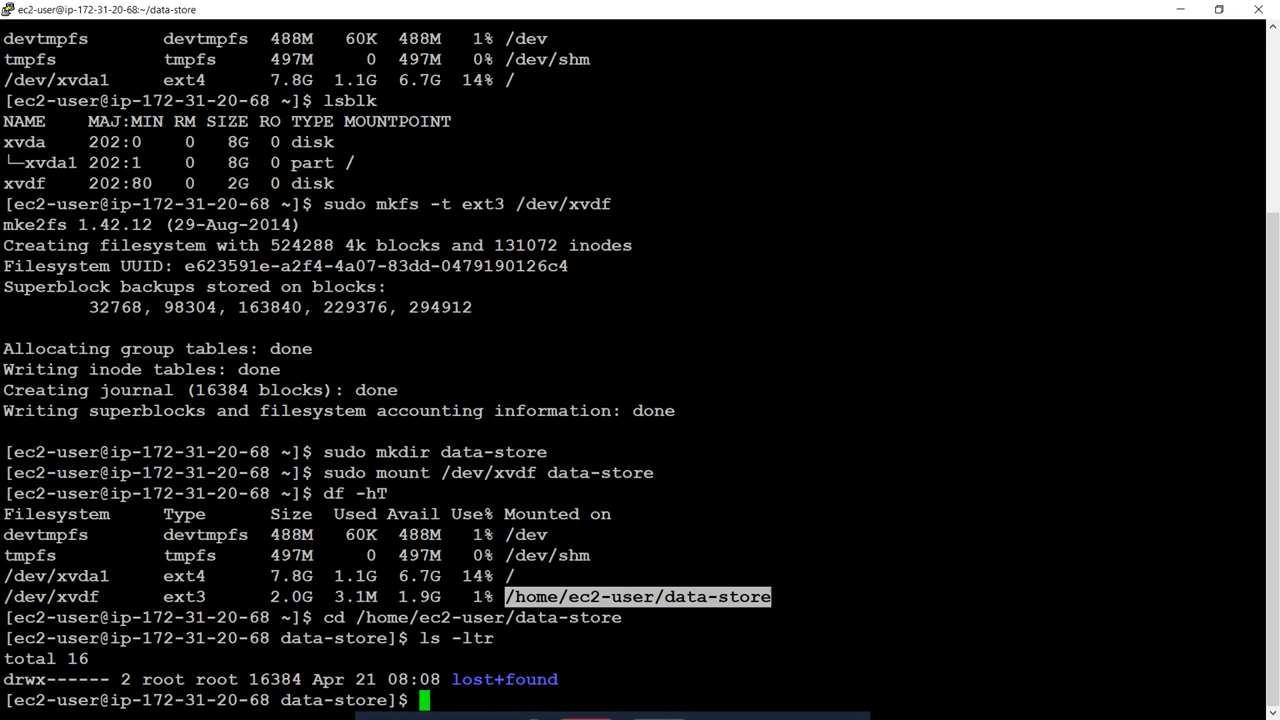 ec2-user@ip-172-31-20-68:~/data-store
devtmpfs       devtmpfs  488M   60K  488M   1% /dev
tmpfs          tmpfs     497M     0  497M   0% /dev/shm
/dev/xvda1     ext4      7.8G  1.1G  6.7G  14% /
[ec2-user@ip-172-31-20-68 ~]$ lsblk
NAME    MAJ:MIN RM SIZE RO TYPE MOUNTPOINT
xvda    202:0    0   8G  0 disk
└─xvda1 202:1    0   8G  0 part /
xvdf    202:80   0   2G  0 disk
[ec2-user@ip-172-31-20-68 ~]$ sudo mkfs -t ext3 /dev/xvdf
mke2fs 1.42.12 (29-Aug-2014)
Creating filesystem with 524288 4k blocks and 131072 inodes
Filesystem UUID: e623591e-a2f4-4a07-83dd-0479190126c4
Superblock backups stored on blocks:
        32768, 98304, 163840, 229376, 294912
Allocating group tables: done
Writing inode tables: done
Creating journal (16384 blocks): done
Writing superblocks and filesystem accounting information: done
[ec2-user@ip-172-31-20-68 ~]$ sudo mkdir data-store
[ec2-user@ip-172-31-20-68 ~]$ sudo mount /dev/xvdf data-store
[ec2-user@ip-172-31-20-68 ~]$ df -hT
Filesystem     Type      Size  Used Avail Use% Mounted on
devtmpfs       devtmpfs  488M   60K  488M   1% /dev
tmpfs          tmpfs     497M     0  497M   0% /dev/shm
/dev/xvda1     ext4      7.8G  1.1G  6.7G  14% /
/dev/xvdf      ext3      2.0G  3.1M  1.9G   1% /home/ec2-user/data-store
[ec2-user@ip-172-31-20-68 ~]$ cd /home/ec2-user/data-store
[ec2-user@ip-172-31-20-68 data-store]$ ls -ltr
total 16
drwx------ 2 root root 16384 Apr 21 08:08 lost+found
[ec2-user@ip-172-31-20-68 data-store]$